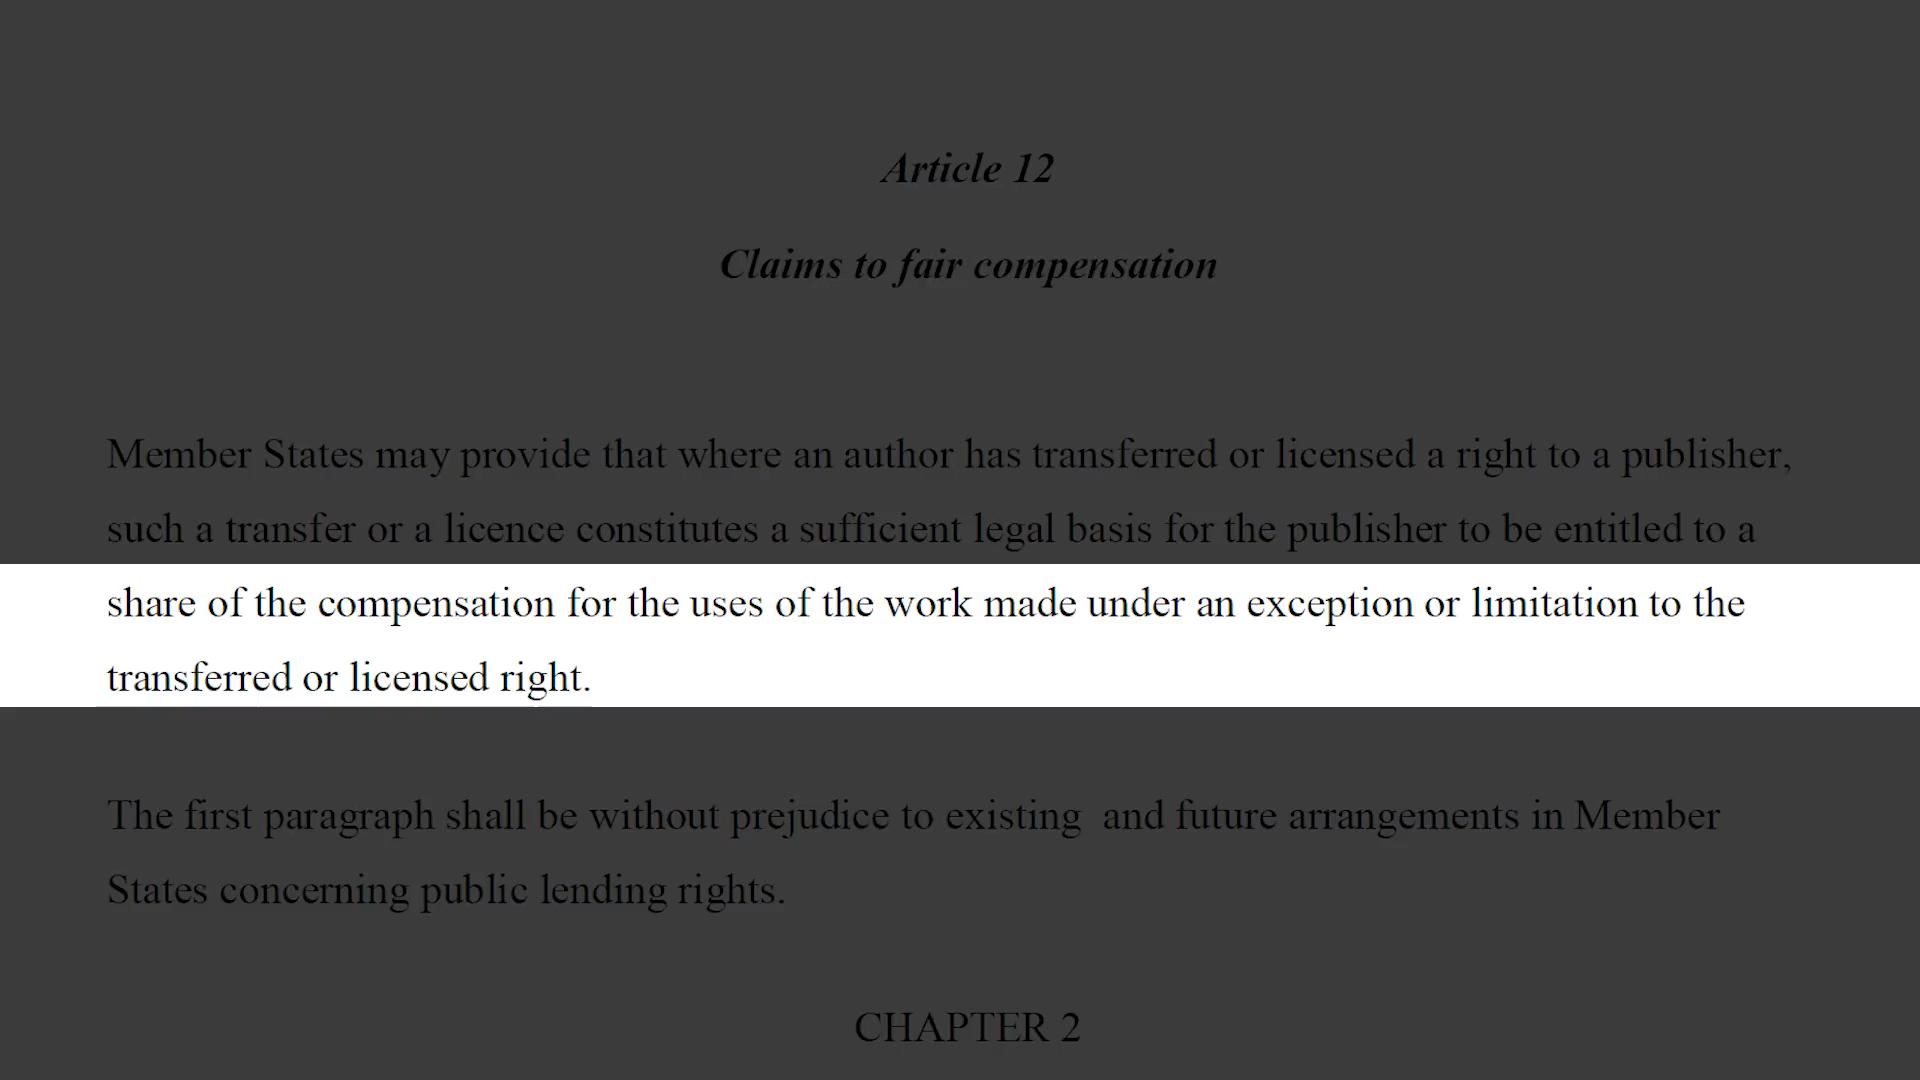 Article 12
Claims to fair compensation
Member States may provide that where an author has transferred or licensed a right to a publisher,
such a transfer or a licence constitutes a sufficient legal basis for the publisher to be entitled to a
share of the compensation for the uses of the work made under an exception or limitation to the
transferred or licensed right.
The first paragraph shall be without prejudice to existing  and future arrangements in Member
States concerning public lending rights.
CHAPTER 2